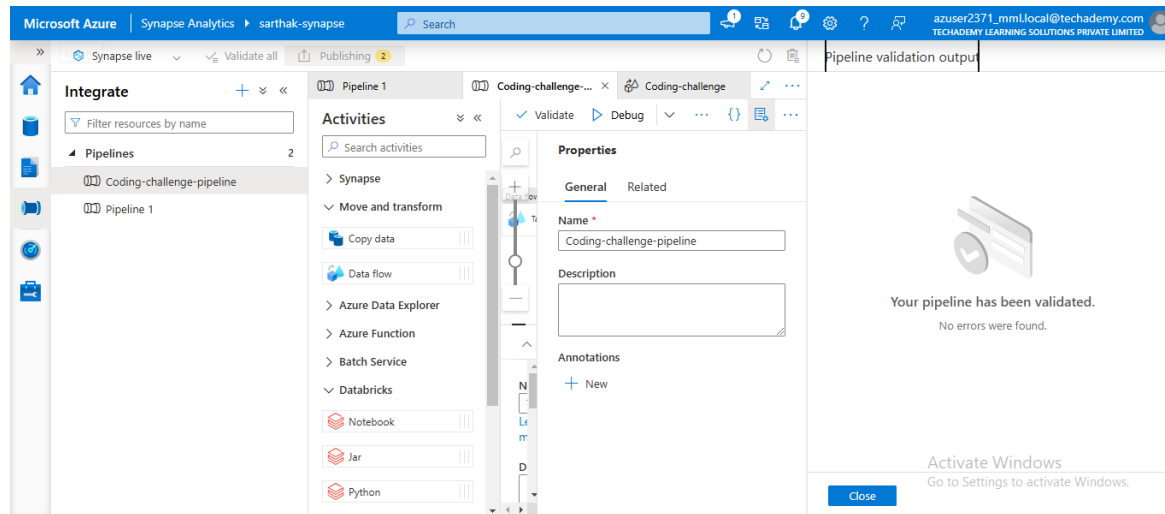 Microsoft Azure Synapse Analytics sarthak-synapse Search 1 9 ? azuser2371_mml.local@techademy.com
TECHADEMY LEARNING SOLUTIONS PRIVATE LIMITED
» Synapse live Validate all Publishing 2
Pipeline validation output
Integrate + « 
Filter resources by name
Pipelines 2
Coding-challenge-pipeline
Pipeline 1
Pipeline 1 Coding-challenge-... × Coding-challenge ...
Activities «
Search activities
Synapse
Move and transform
Copy data
Data flow
Azure Data Explorer
Azure Function
Batch Service
Databricks
Notebook
Jar
Python
Validate Debug ... {} ...
Data flow
N
Le
m
D
Properties
General Related
Name *
Coding-challenge-pipeline
Description
Annotations
+ New
Your pipeline has been validated.
No errors were found.
Activate Windows
Go to Settings to activate Windows.
Close